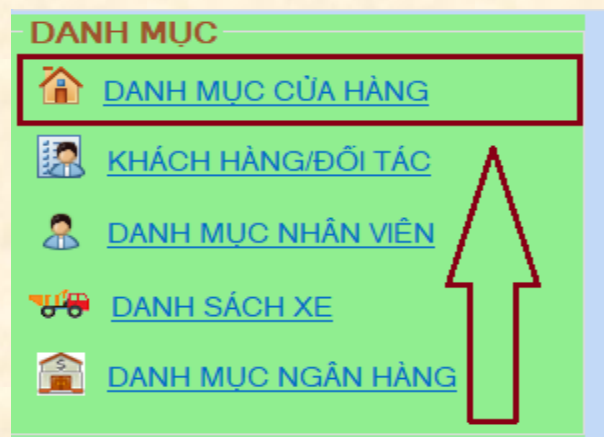 DANH MỤC
DANH MỤC CỬA HÀNG
KHÁCH HÀNG/ĐỐI TÁC
DANH MỤC NHÂN VIÊN
DANH SÁCH XE
DANH MỤC NGÂN HÀNG